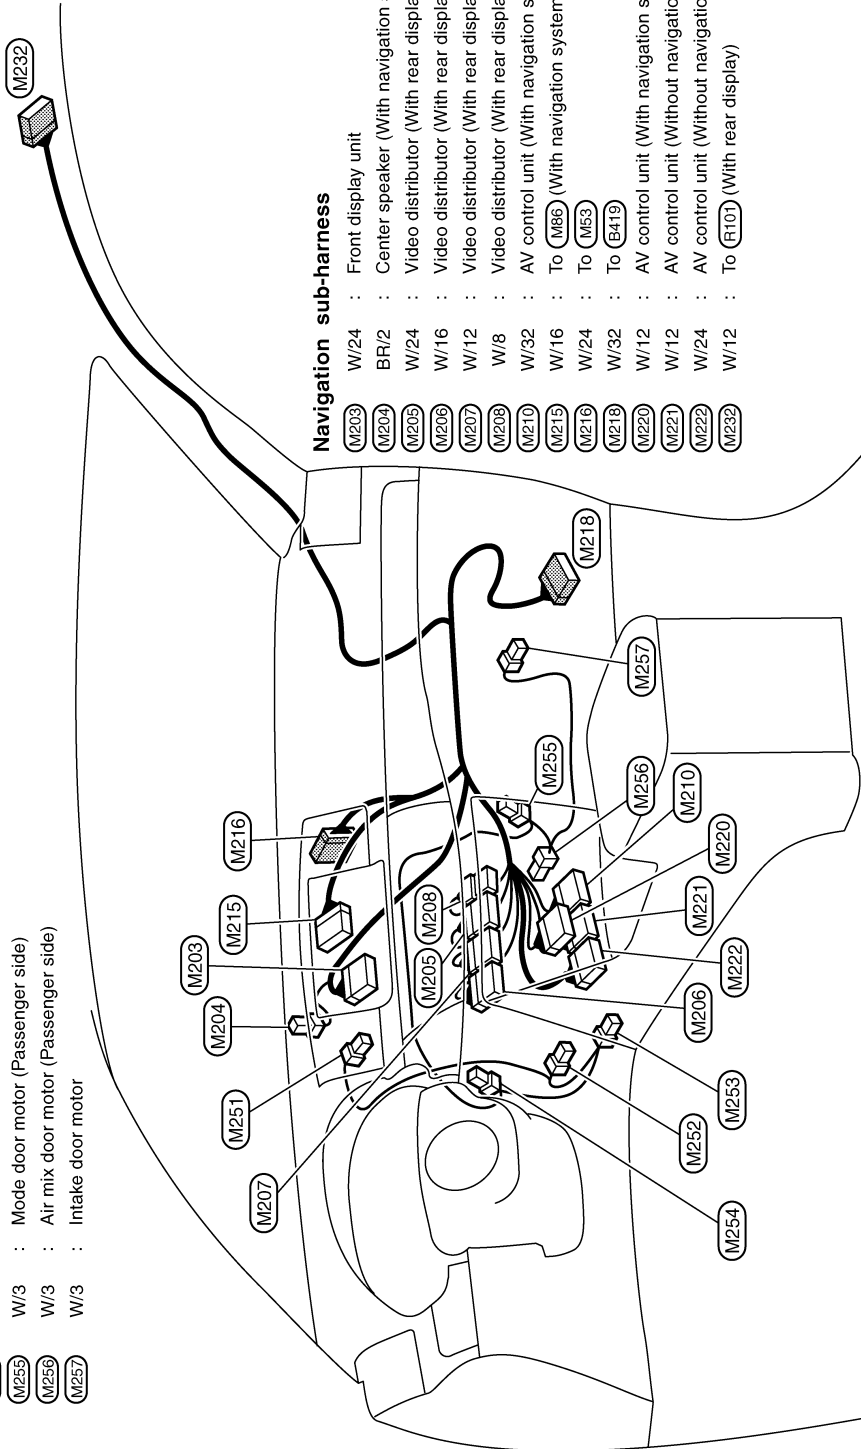 M255 W/3 : Mode door motor (Passenger side)
M256 W/3 : Air mix door motor (Passenger side)
M257 W/3 : Intake door motor
Navigation sub-harness
M203 W/24 : Front display unit
M204 BR/2 : Center speaker (With navigation
M205 W/24 : Video distributor (With rear
M206 W/16 : Video distributor (With rear
M207 W/12 : Video distributor (With rear
M208 W/8 : Video distributor (With rear
M210 W/32 : AV control unit (With navigation
M215 W/16 : To M86 (With navigation system
M216 W/24 : To M53
M218 W/32 : To B419
M220 W/12 : AV control unit (With navigation
M221 W/12 : AV control unit (Without navigation
M222 W/24 : AV control unit (Without navigation
M232 W/12 : To R101 (With rear display)
M232
M216
M215
M203
M204
M251
M207
M208
M205
M218
M257
M255
M256
M210
M220
M221
M222
M206
M253
M252
M254